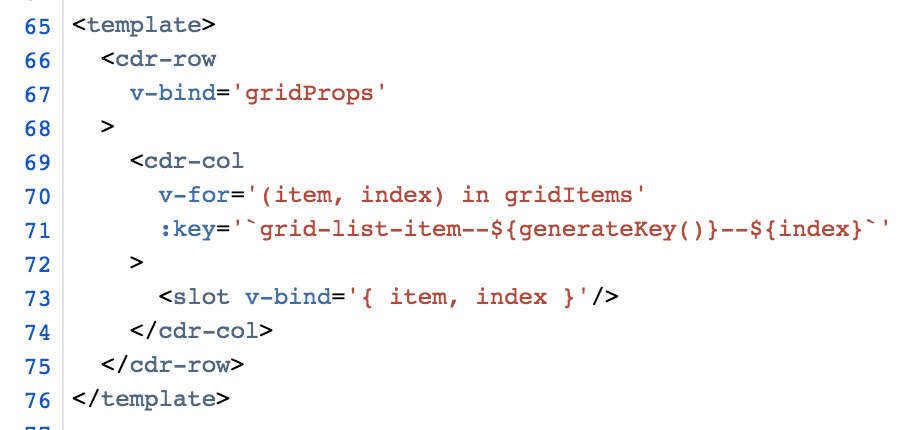 65 <template>
66   <cdr-row
67     v-bind='gridProps'
68   >
69     <cdr-col
70       v-for='(item, index) in gridItems'
71       :key='`grid-list-item--${generateKey()}--${index}`'
72     >
73       <slot v-bind='{ item, index }'/>
74     </cdr-col>
75   </cdr-row>
76 </template>